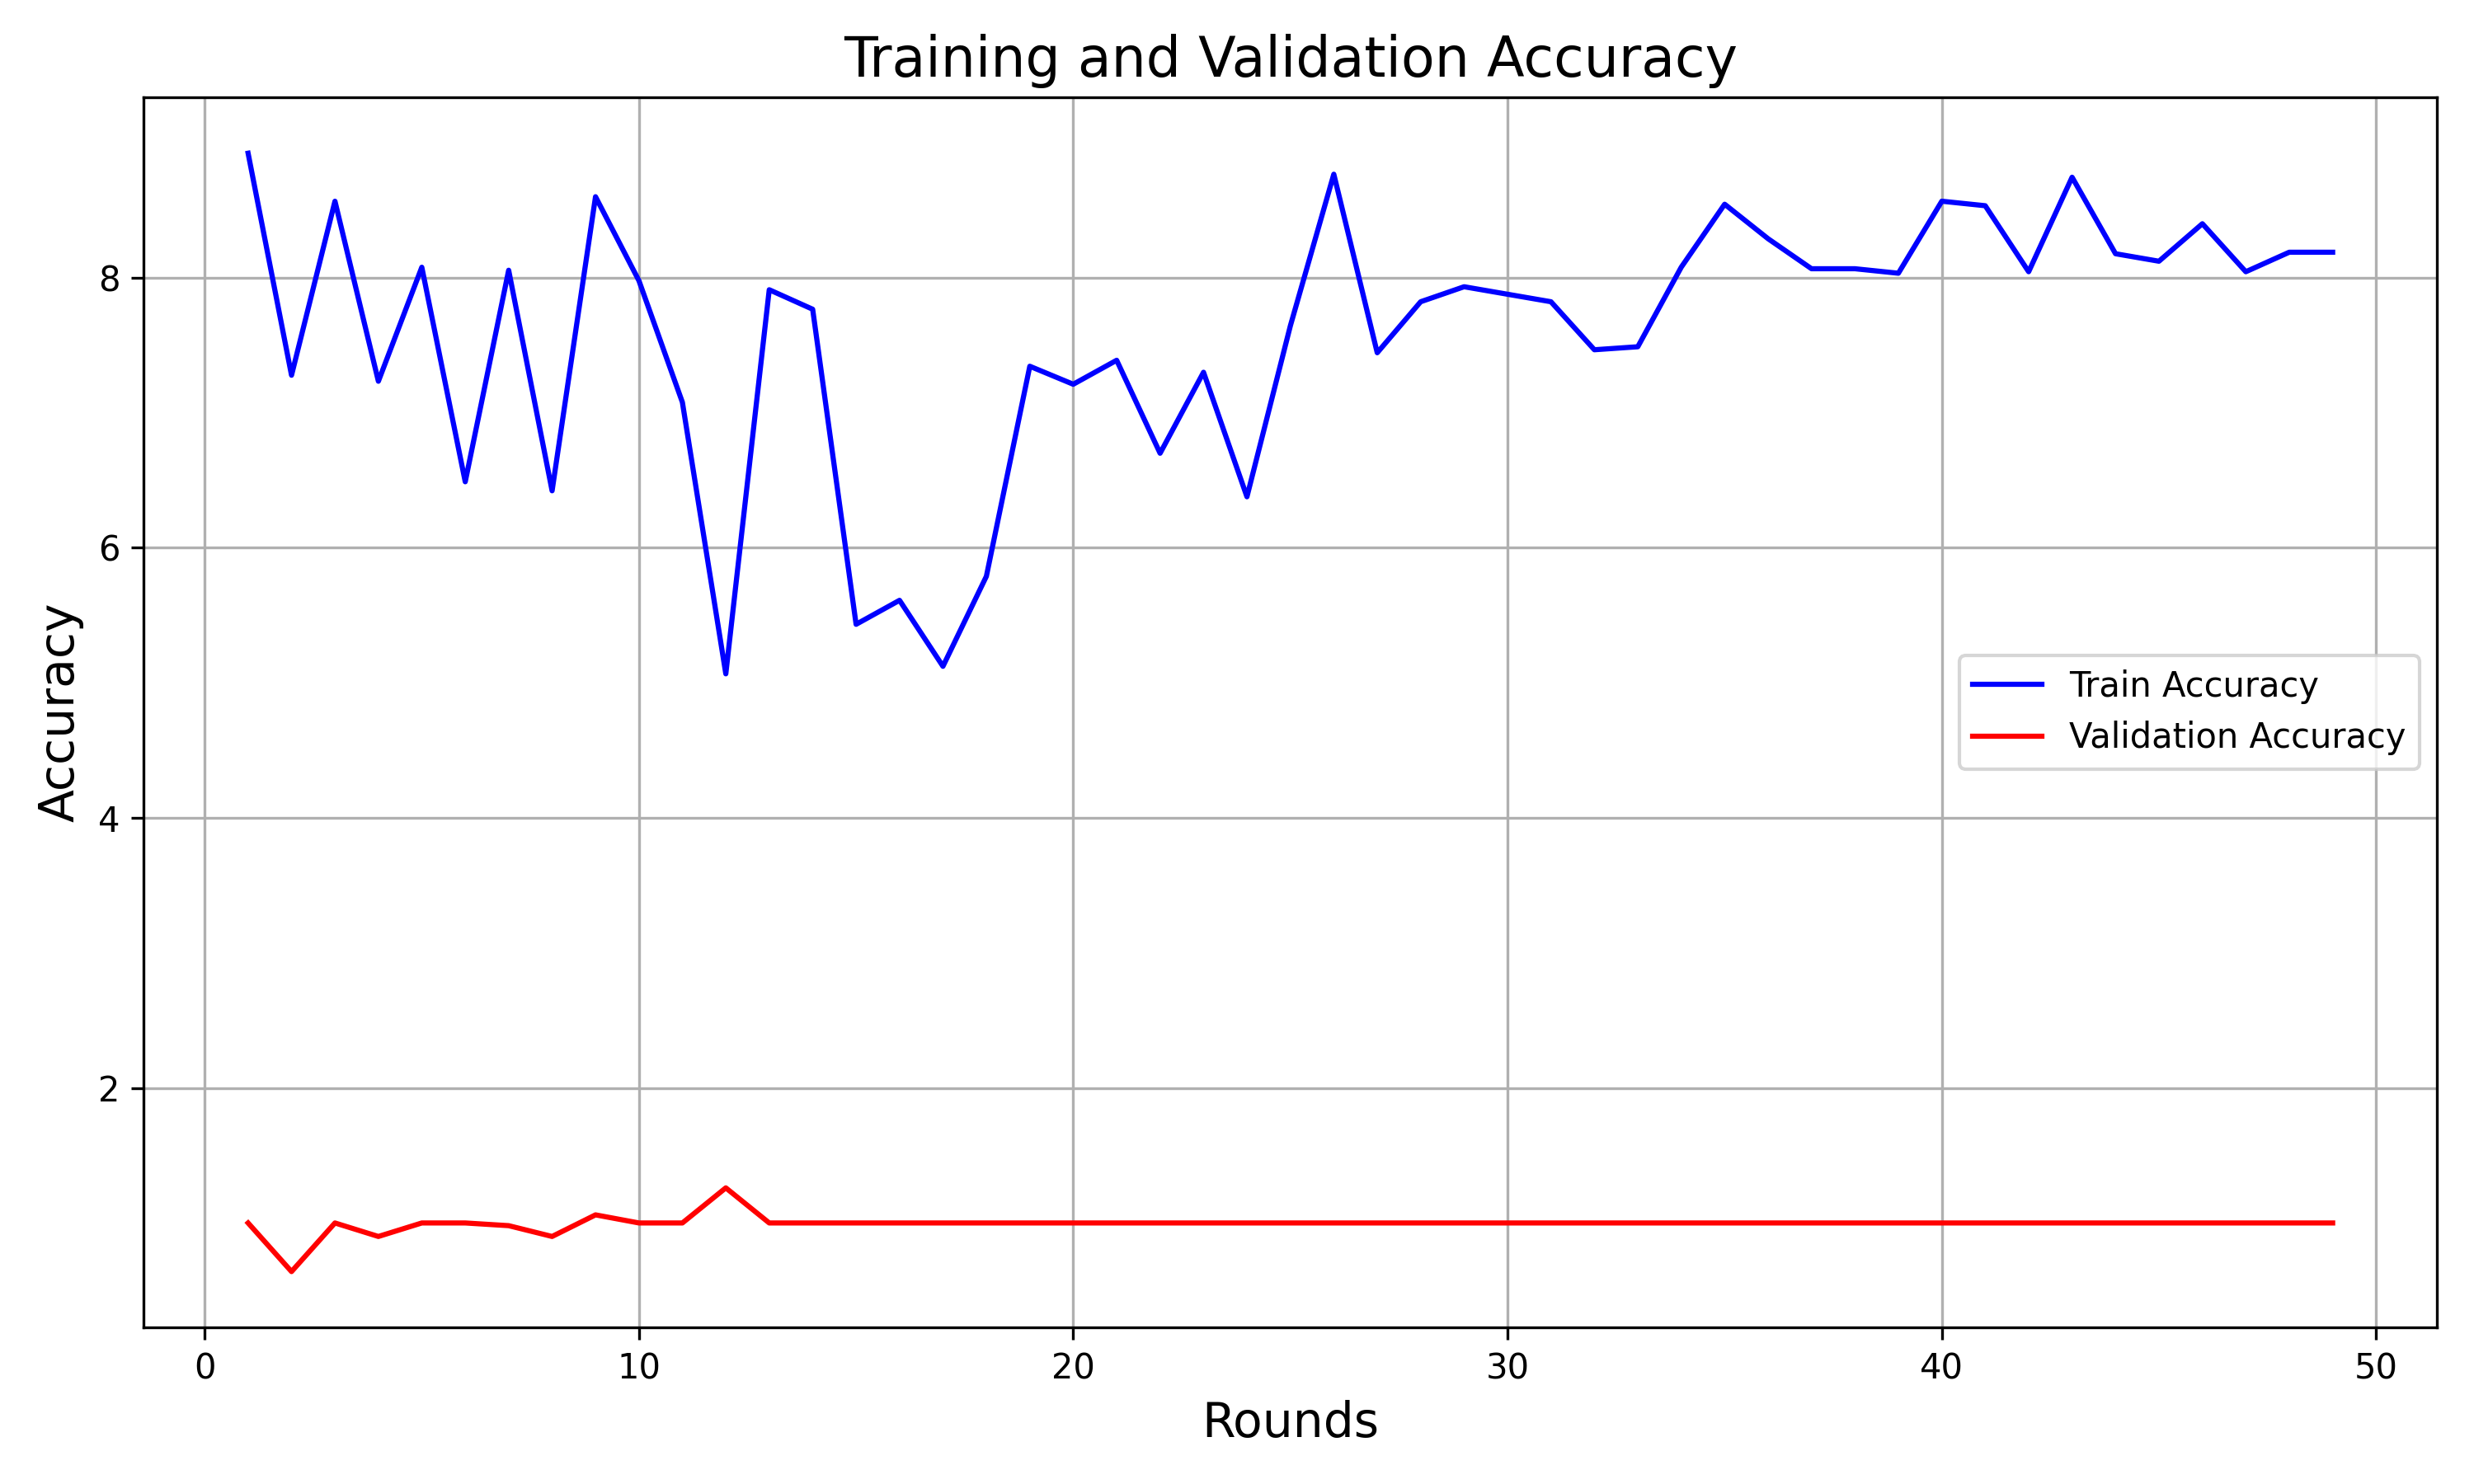 Training and Validation Accuracy
Accuracy
8
6
4
2
Train Accuracy
Validation Accuracy
0 10 20 30 40 50
Rounds